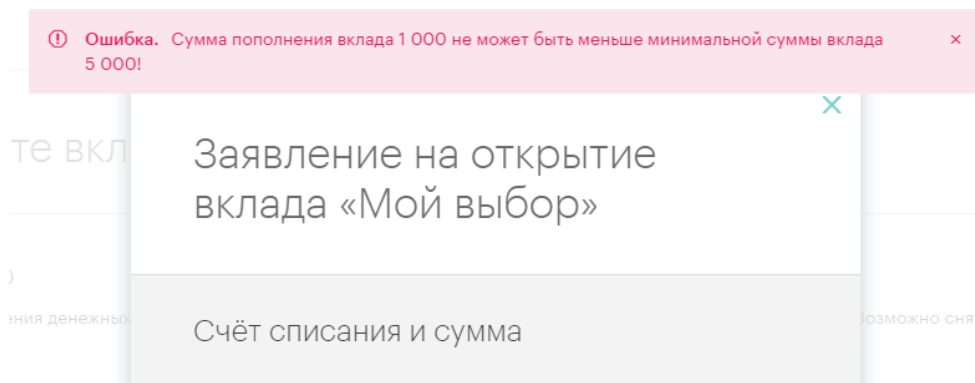 Ошибка. Сумма пополнения вклада 1 000 не может быть меньше минимальной суммы вклада
5 000!
те вкл
Заявление на открытие
вклада «Мой выбор»
ения денежных
Возможно сня
Счёт списания и сумма